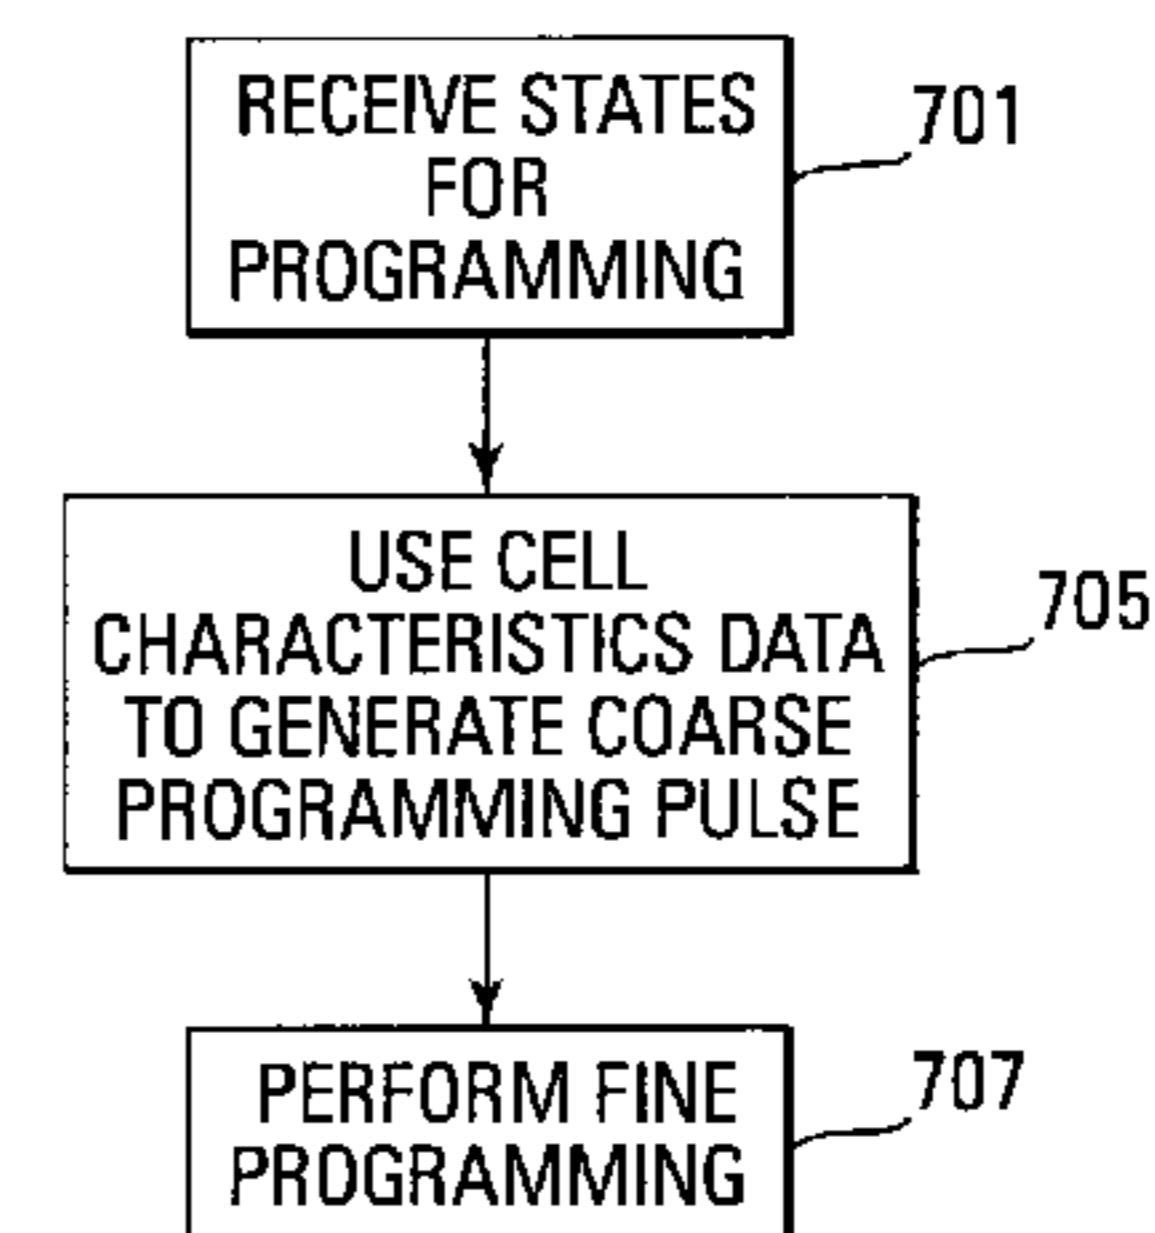 RECEIVE STATES
FOR
PROGRAMMING
701
USE CELL
CHARACTERISTICS DATA
TO GENERATE COARSE
PROGRAMMING PULSE
705
PERFORM FINE
PROGRAMMING
707